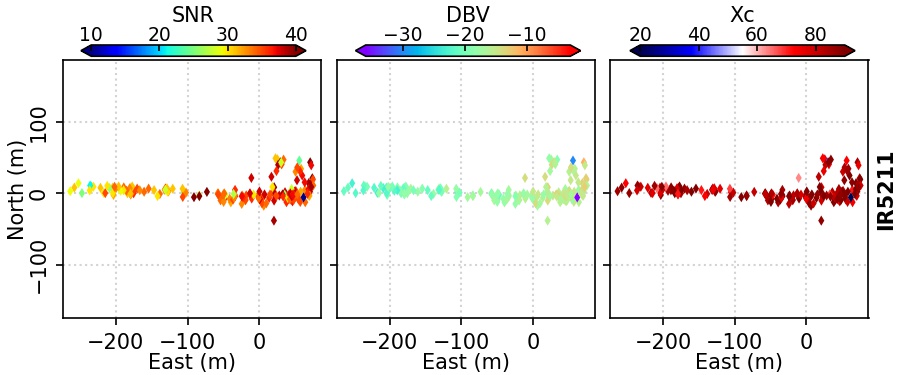 SNR DBV Xc
10 20 30 40 −30 −20 −10 20 40 60 80
100
0
−100
North (m)
IR5211
−200 −100 0 −200 −100 0 −200 −100 0
East (m) East (m) East (m)